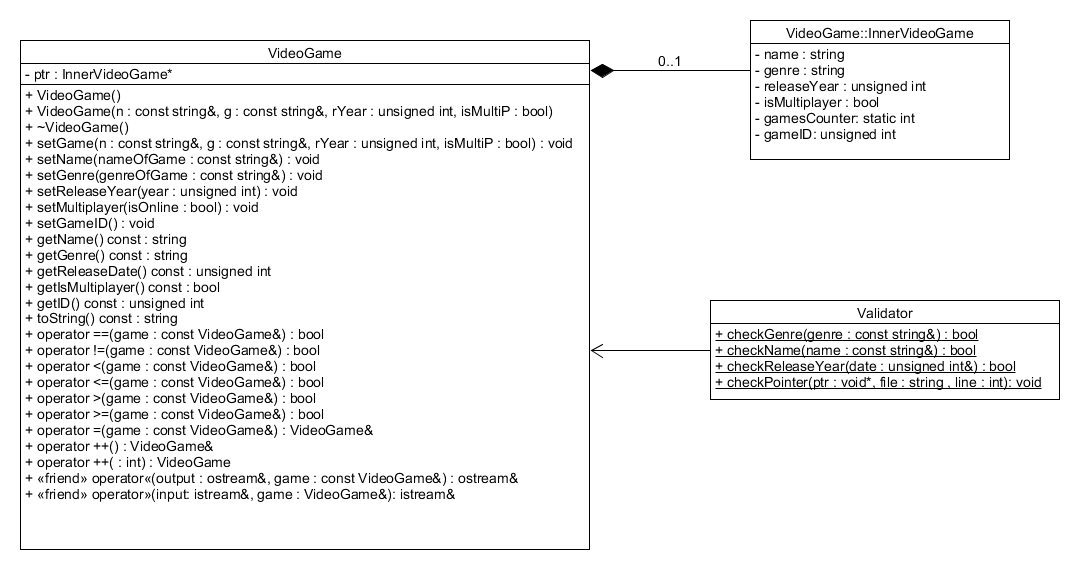 VideoGame
- ptr : InnerVideoGame*
+ VideoGame()
+ VideoGame(n : const string&, g : const string&, rYear : unsigned int, isMultiP : bool)
+ ~VideoGame()
+ setGame(n : const string&, g : const string&, rYear : unsigned int, isMultiP : bool) : void
+ setName(nameOfGame : const string&) : void
+ setGenre(genreOfGame : const string&) : void
+ setReleaseYear(year : unsigned int) : void
+ setMultiplayer(isOnline : bool) : void
+ setGameID() : void
+ getName() const : string
+ getGenre() const : string
+ getReleaseDate() const : unsigned int
+ getIsMultiplayer() const : bool
+ getID() const : unsigned int
+ toString() const : string
+ operator ==(game : const VideoGame&) : bool
+ operator !=(game : const VideoGame&) : bool
+ operator <(game : const VideoGame&) : bool
+ operator <=(game : const VideoGame&) : bool
+ operator >(game : const VideoGame&) : bool
+ operator >=(game : const VideoGame&) : bool
+ operator =(game : const VideoGame&) : VideoGame&
+ operator ++() : VideoGame&
+ operator ++( : int) : VideoGame
+ «friend» operator«(output : ostream&, game : const VideoGame&) : ostream&
+ «friend» operator»(input: istream&, game : VideoGame&): istream&
0..1
VideoGame::InnerVideoGame
- name : string
- genre : string
- releaseYear : unsigned int
- isMultiplayer : bool
- gamesCounter: static int
- gameID: unsigned int
Validator
+ checkGenre(genre : const string&) : bool
+ checkName(name : const string&) : bool
+ checkReleaseYear(date : unsigned int&) : bool
+ checkPointer(ptr : void*, file : string , line : int): void